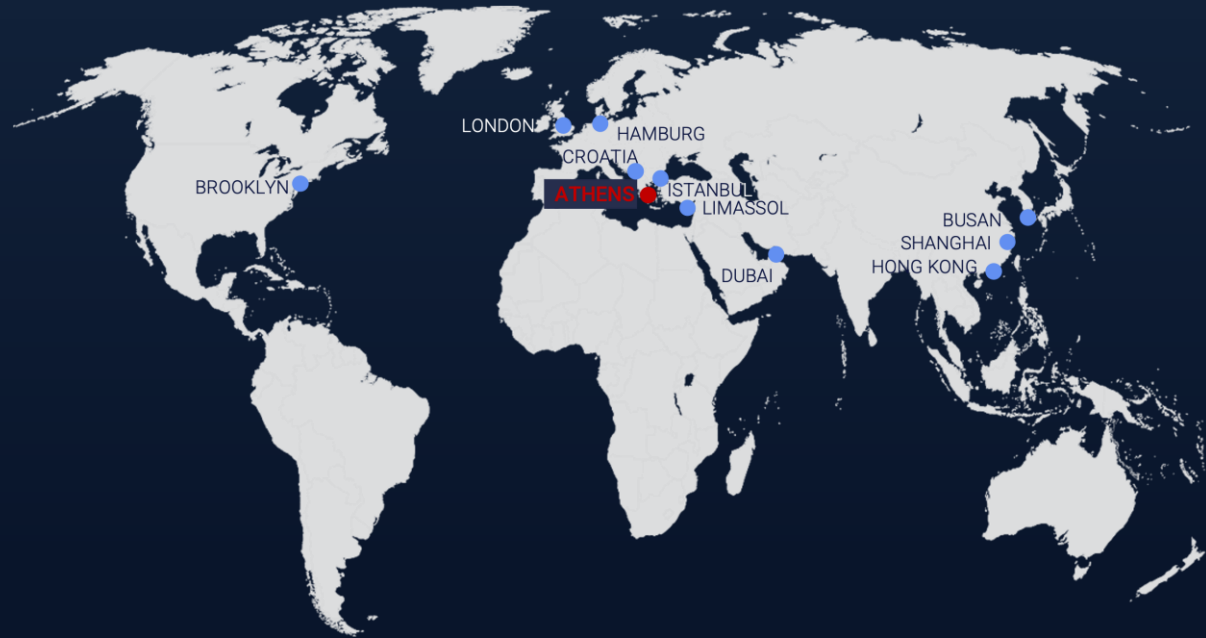 LONDON
HAMBURG
CROATIA
BROOKLYN
ATHENS
ISTANBUL
LIMASSOL
BUSAN
SHANGHAI
HONG KONG
DUBAI